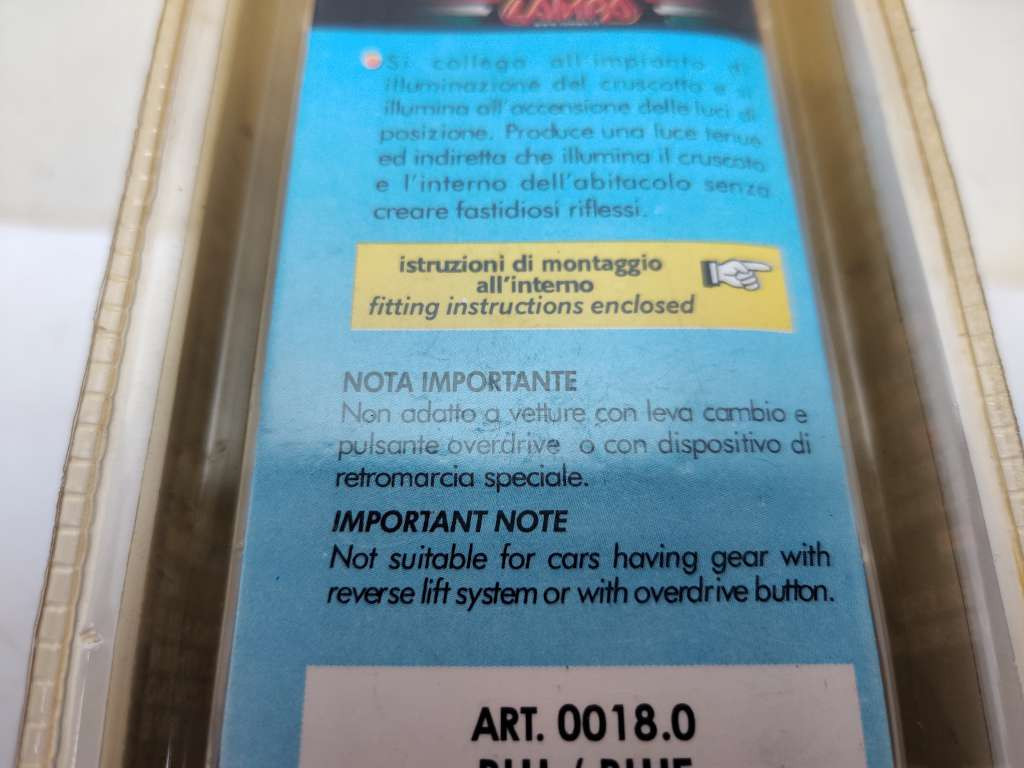 LAMPA
Si collega all'impianto di
illuminazione del cruscotto e si
illumina all'accensione delle luci di
posizione. Produce una luce tenue
ed indiretta che illumina il cruscotto
e l'interno dell'abitacolo senza
creare fastidiosi riflessi.
istruzioni di montaggio
all'interno
fitting instructions enclosed
NOTA IMPORTANTE
Non adatto a vetture con leva cambio e
pulsante overdrive o con dispositivo di
retromarcia speciale.
IMPORTANT NOTE
Not suitable for cars having gear with
reverse lift system or with overdrive button.
ART. 0018.0
BLU / BLUE